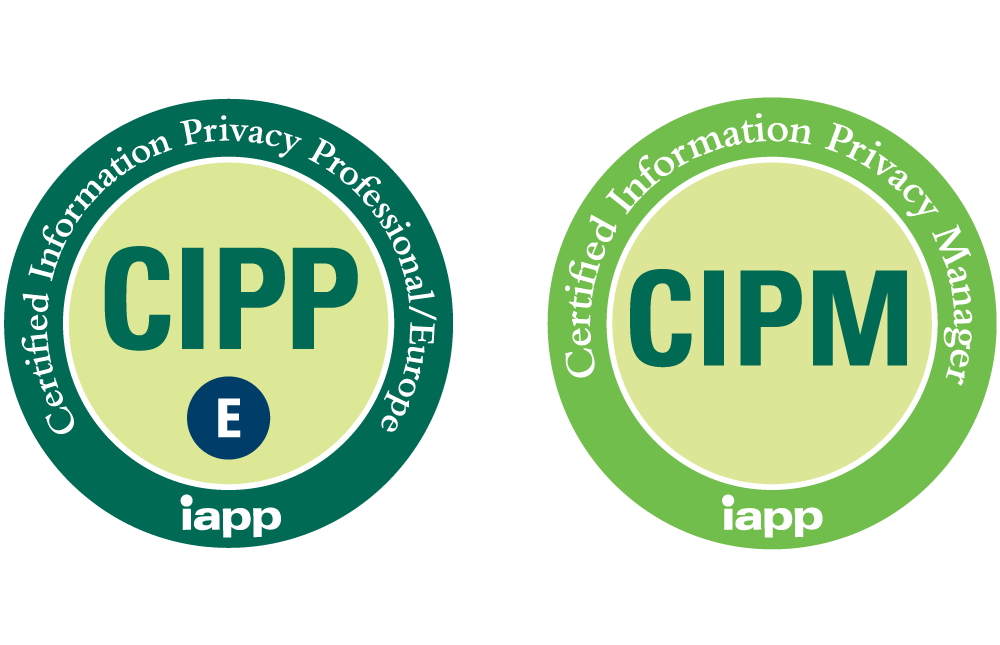 Certified Information Privacy Professional/Europe
CIPP
E
iapp
Certified Information Privacy Manager
CIPM
iapp